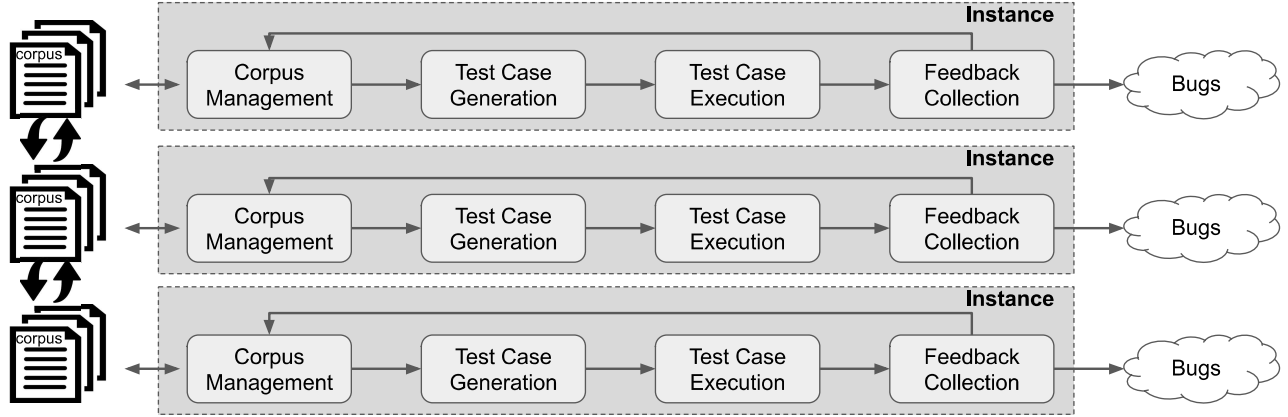 Instance
corpus
Corpus
Management
Test Case
Generation
Test Case
Execution
Feedback
Collection
Bugs
Instance
corpus
Corpus
Management
Test Case
Generation
Test Case
Execution
Feedback
Collection
Bugs
Instance
corpus
Corpus
Management
Test Case
Generation
Test Case
Execution
Feedback
Collection
Bugs